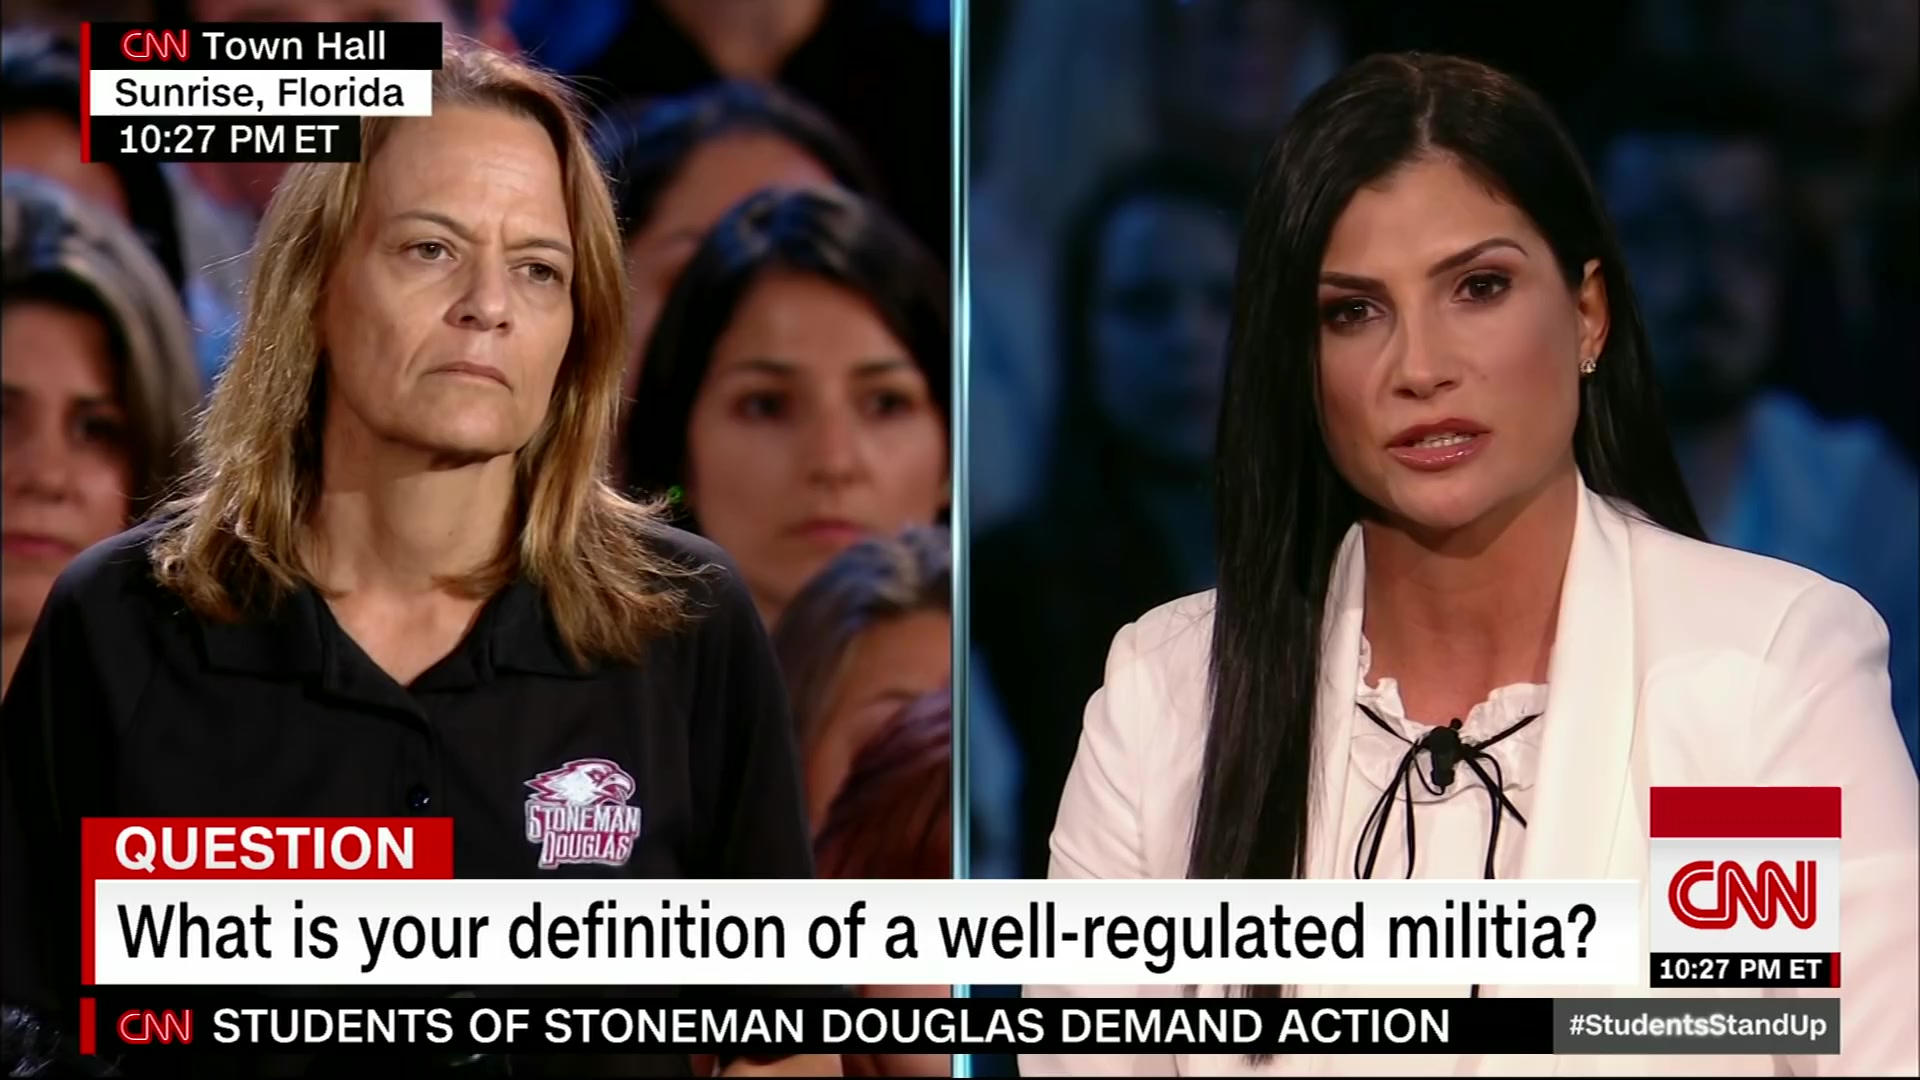 CNN Town Hall
Sunrise, Florida
10:27 PM ET
STONEMAN
DOUGLAS
QUESTION
What is your definition of a well-regulated militia?
CNN
10:27 PM ET
CNN STUDENTS OF STONEMAN DOUGLAS DEMAND ACTION
#StudentsStandUp